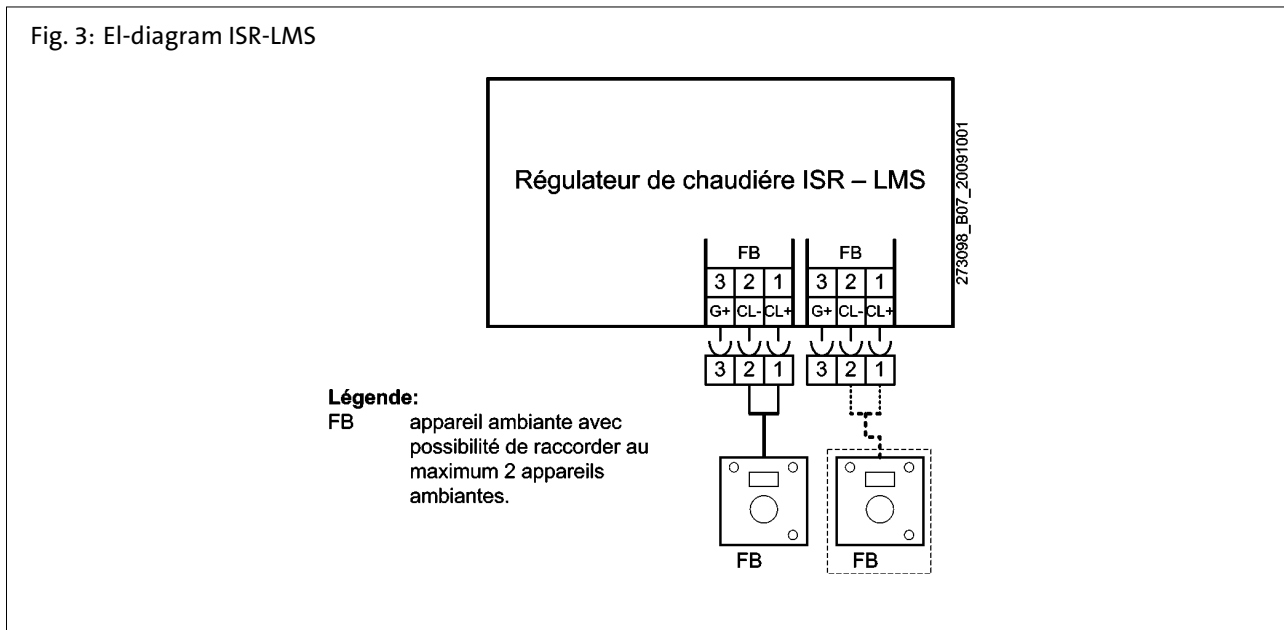 Fig. 3: El-diagram ISR-LMS
Régulateur de chaudiére ISR – LMS
273098_B07_20091001
FB FB
3 2 1 3 2 1
G+ CL- CL+ G+ CL- CL+
3 2 1 3 2 1
Légende:
FB appareil ambiante avec
possibilité de raccorder au
maximum 2 appareils
ambiantes.
FB FB